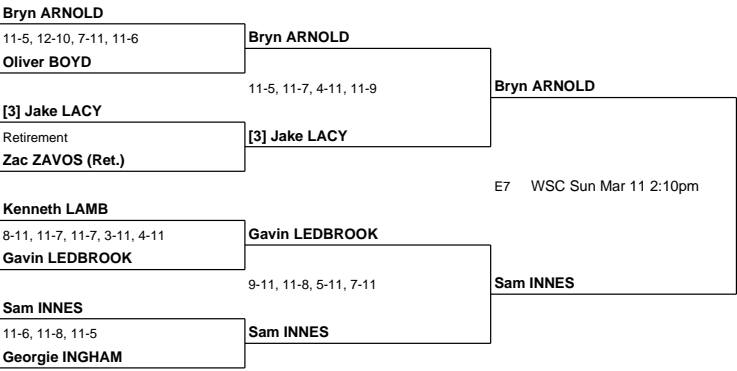 Bryn ARNOLD
11-5, 12-10, 7-11, 11-6
Oliver BOYD
Bryn ARNOLD
11-5, 11-7, 4-11, 11-9
[3] Jake LACY
Retirement
Zac ZAVOS (Ret.)
[3] Jake LACY
Bryn ARNOLD
E7 WSC Sun Mar 11 2:10pm
Kenneth LAMB
8-11, 11-7, 11-7, 3-11, 4-11
Gavin LEDBROOK
Gavin LEDBROOK
9-11, 11-8, 5-11, 7-11
Sam INNES
11-6, 11-8, 11-5
Georgie INGHAM
Sam INNES
Sam INNES